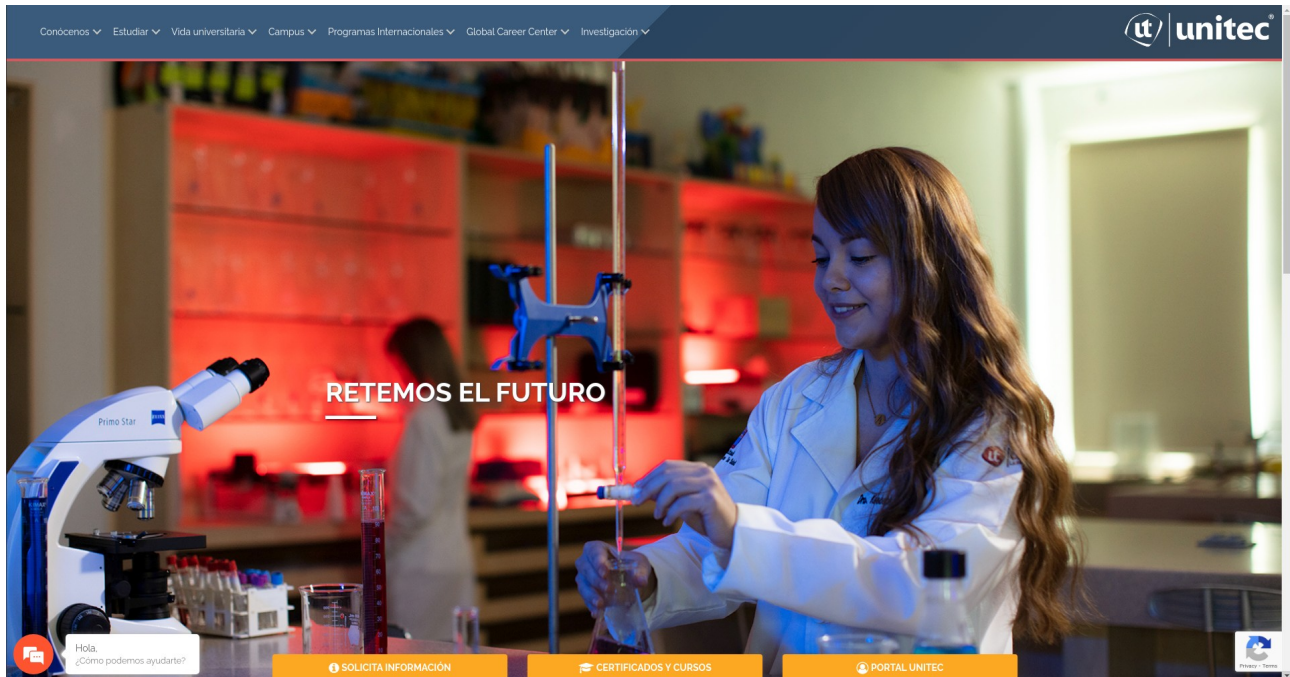 Conócenos Estudiar Vida universitaria Campus Programas Internacionales Global Career Center Investigación
ut unitec®
RETEMOS EL FUTURO
Primo Star
ZEISS
Hola,
¿Cómo podemos ayudarte?
SOLICITA INFORMACIÓN CERTIFICADOS Y CURSOS PORTAL UNITEC
Privacy - Terms